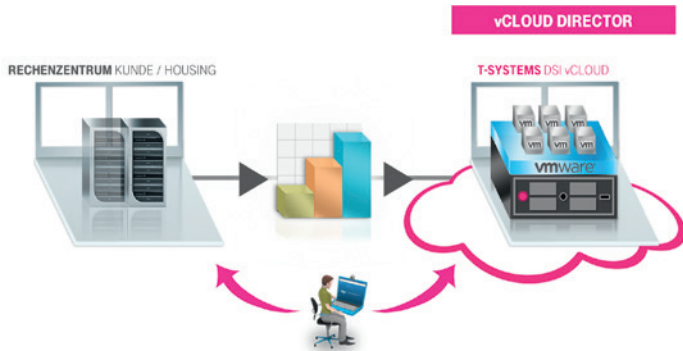 vCLOUD DIRECTOR
RECHENZENTRUM KUNDE / HOUSING
T-SYSTEMS DSI vCLOUD
vm vm vm
vm vm vm
vmware